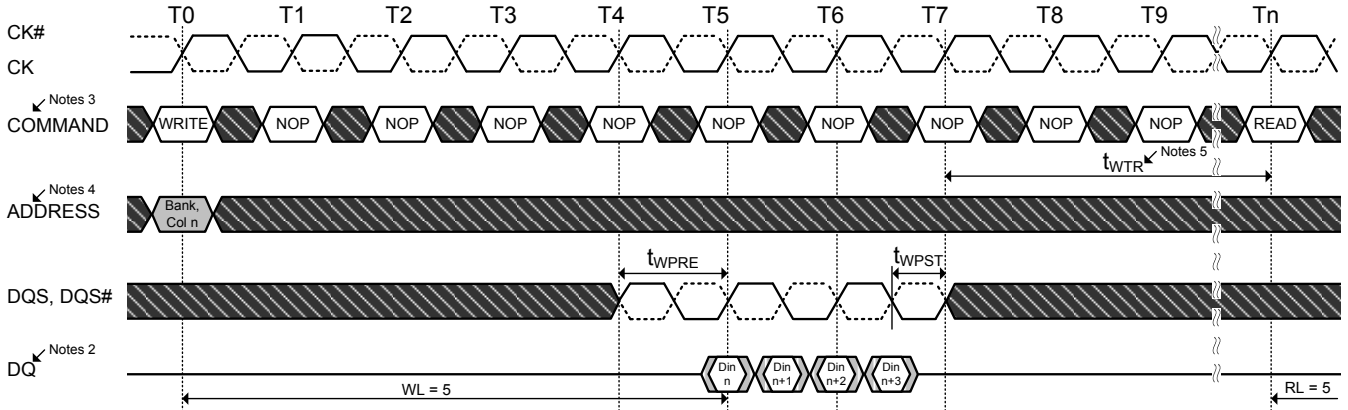 T0 T1 T2 T3 T4 T5 T6 T7 T8 T9 Tn
CK#
CK
Notes 3
COMMAND
WRITE NOP NOP NOP NOP NOP NOP NOP NOP NOP READ
tWTR Notes 5
Notes 4
ADDRESS
Bank,
Col n
tWPRE tWPST
DQS, DQS#
Notes 2
DQ
Din
n
Din
n+1
Din
n+2
Din
n+3
WL = 5
RL = 5